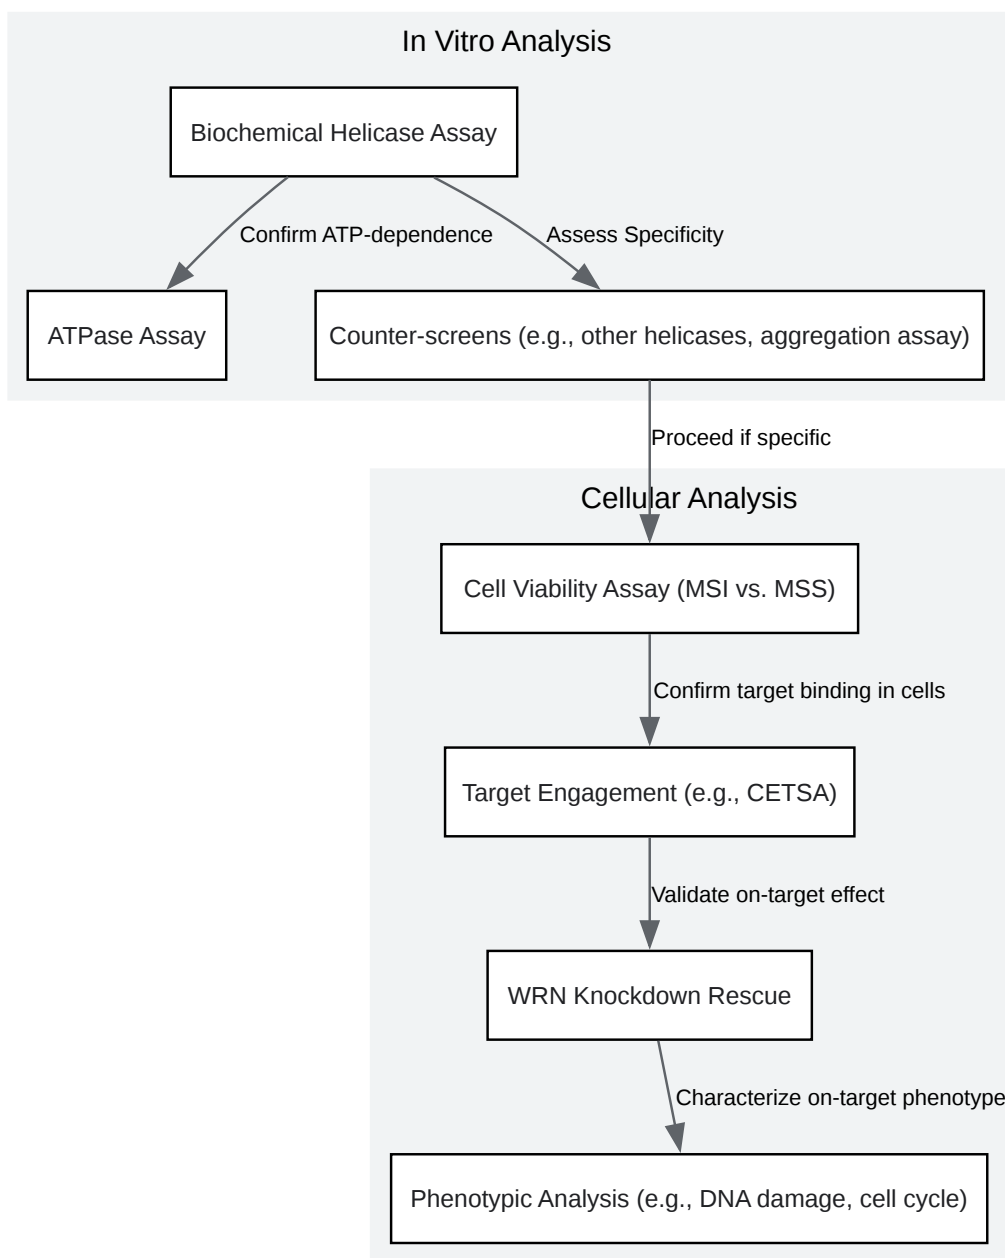 In Vitro Analysis
Biochemical Helicase Assay
Confirm ATP-dependence
Assess Specificity
ATPase Assay
Counter-screens (e.g., other helicases, aggregation assay)
Proceed if specific
Cellular Analysis
Cell Viability Assay (MSI vs. MSS)
Confirm target binding in cells
Target Engagement (e.g., CETSA)
Validate on-target effect
WRN Knockdown Rescue
Characterize on-target phenotype
Phenotypic Analysis (e.g., DNA damage, cell cycle)